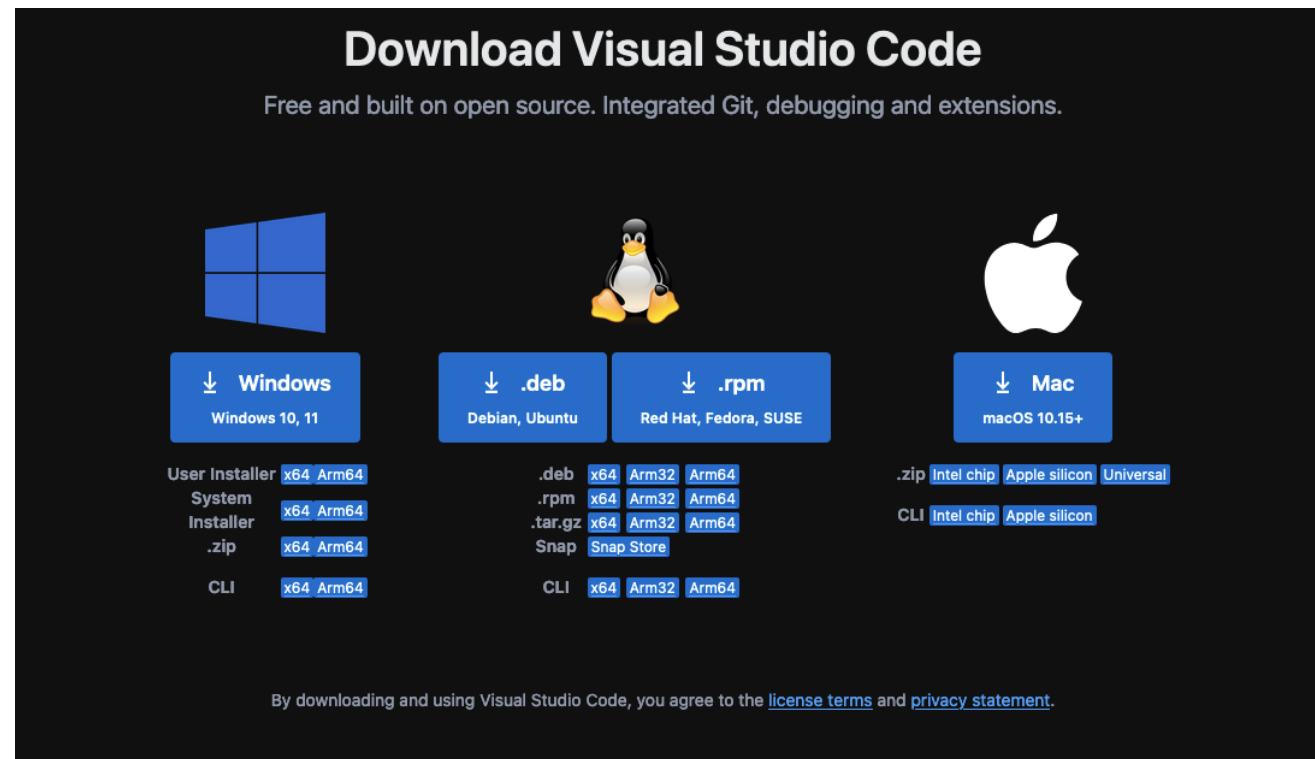 Download Visual Studio Code
Free and built on open source. Integrated Git, debugging and extensions.
Windows
Windows 10, 11
User Installer x64 Arm64
System
Installer x64 Arm64
.zip x64 Arm64
CLI x64 Arm64
.deb
Debian, Ubuntu
.rpm
Red Hat, Fedora, SUSE
.deb x64 Arm32 Arm64
.rpm x64 Arm32 Arm64
.tar.gz x64 Arm32 Arm64
Snap Snap Store
CLI x64 Arm32 Arm64
Mac
macOS 10.15+
.zip Intel chip Apple silicon Universal
CLI Intel chip Apple silicon
By downloading and using Visual Studio Code, you agree to the license terms and privacy statement.